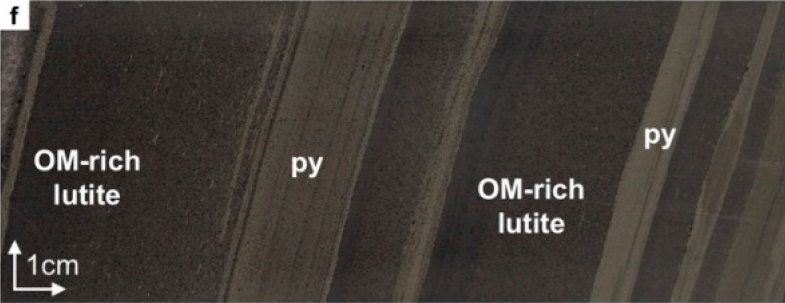 f
OM-rich
lutite
py
OM-rich
lutite
py
1cm